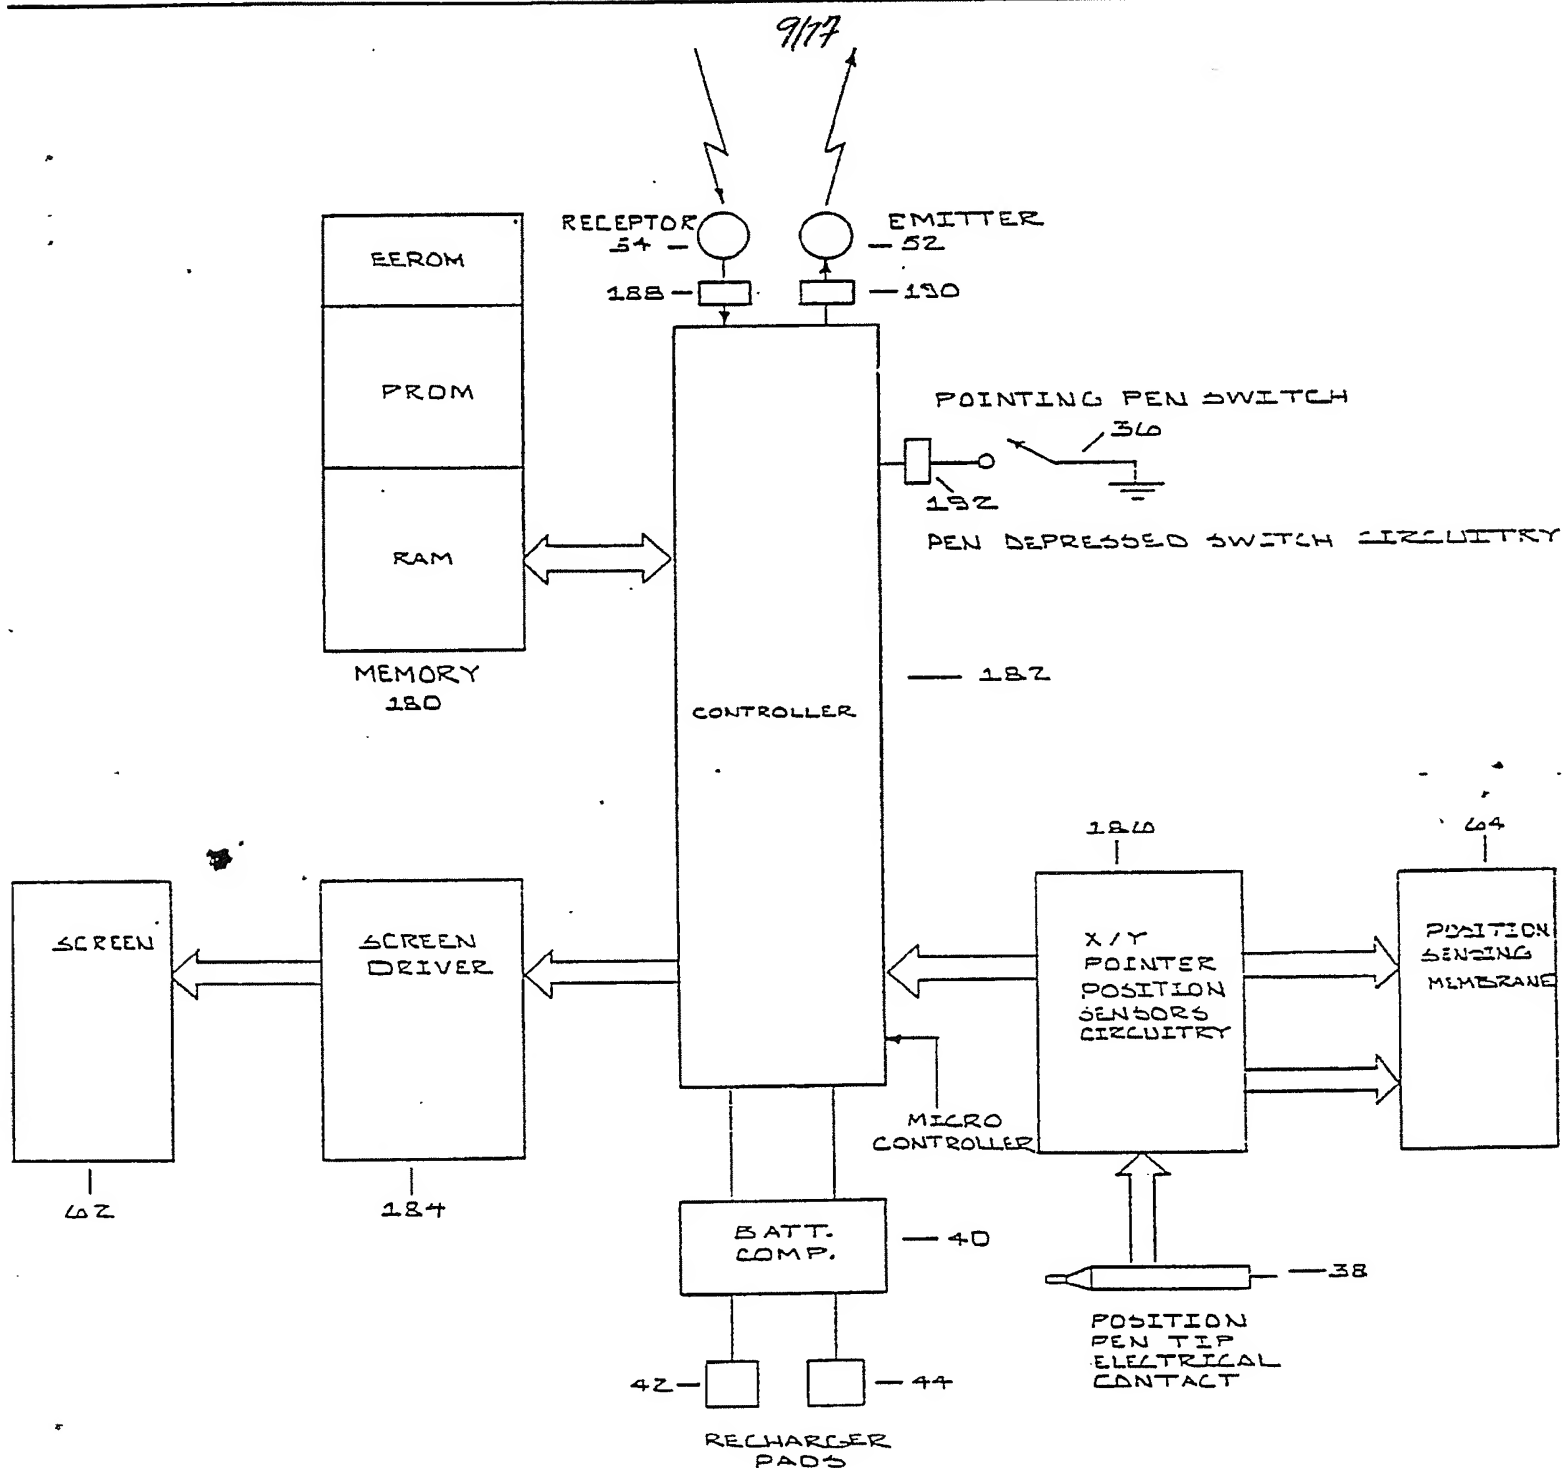 9/17
RECEPTOR
54
EMITTER
52
188
190
EEROM
PROM
RAM
MEMORY
180
POINTING PEN SWITCH
36
192
PEN DEPRESSED SWITCH CIRCUITRY
182
CONTROLLER
SCREEN
62
SCREEN
DRIVER
184
186
X/Y
POINTER
POSITION
SENSORS
CIRCUITRY
64
POSITION
SENSING
MEMBRANE
MICRO
CONTROLLER
BATT.
COMP.
40
38
POSITION
PEN TIP
ELECTRICAL
CONTACT
42
44
RECHARGER
PADS